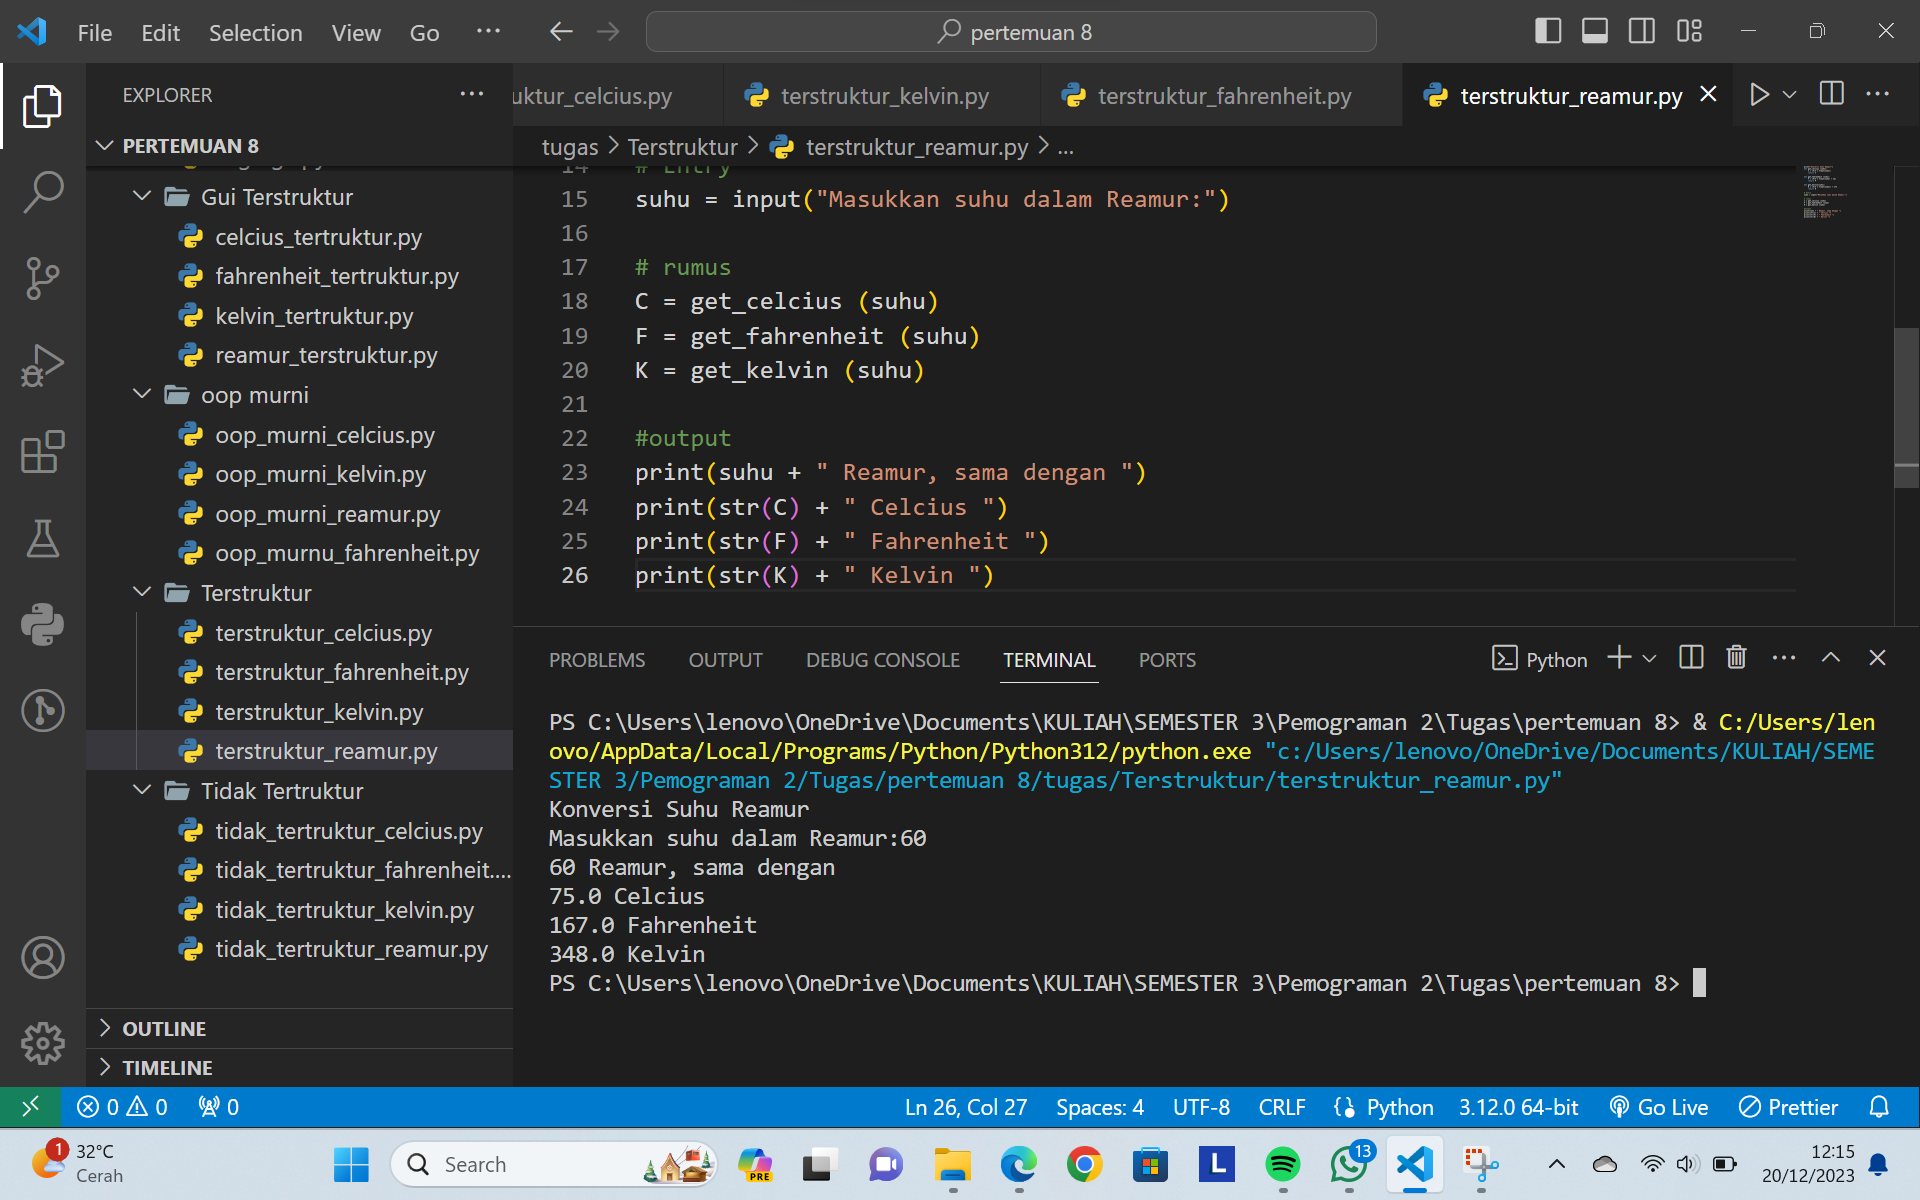 File Edit Selection View Go ...
pertemuan 8
EXPLORER
uktur_celcius.py
terstruktur_kelvin.py
terstruktur_fahrenheit.py
terstruktur_reamur.py
PERTEMUAN 8
tugas > Terstruktur > terstruktur_reamur.py > ...
Gui Terstruktur
celcius_tertruktur.py
fahrenheit_tertruktur.py
kelvin_tertruktur.py
reamur_terstruktur.py
oop murni
oop_murni_celcius.py
oop_murni_kelvin.py
oop_murni_reamur.py
oop_murnu_fahrenheit.py
Terstruktur
terstruktur_celcius.py
terstruktur_fahrenheit.py
terstruktur_kelvin.py
terstruktur_reamur.py
Tidak Tertruktur
tidak_tertruktur_celcius.py
tidak_tertruktur_fahrenheit....
tidak_tertruktur_kelvin.py
tidak_tertruktur_reamur.py
OUTLINE
TIMELINE
14 # Entry
15 suhu = input("Masukkan suhu dalam Reamur:")
16
17 # rumus
18 C = get_celcius (suhu)
19 F = get_fahrenheit (suhu)
20 K = get_kelvin (suhu)
21
22 #output
23 print(suhu + " Reamur, sama dengan ")
24 print(str(C) + " Celcius ")
25 print(str(F) + " Fahrenheit ")
26 print(str(K) + " Kelvin ")
PROBLEMS OUTPUT DEBUG CONSOLE TERMINAL PORTS
Python
PS C:\Users\lenovo\OneDrive\Documents\KULIAH\SEMESTER 3\Pemograman 2\Tugas\pertemuan 8> & C:/Users/len
ovo/AppData/Local/Programs/Python/Python312/python.exe "c:/Users/lenovo/OneDrive/Documents/KULIAH/SEME
STER 3/Pemograman 2/Tugas/pertemuan 8/tugas/Terstruktur/terstruktur_reamur.py"
Konversi Suhu Reamur
Masukkan suhu dalam Reamur:60
60 Reamur, sama dengan
75.0 Celcius
167.0 Fahrenheit
348.0 Kelvin
PS C:\Users\lenovo\OneDrive\Documents\KULIAH\SEMESTER 3\Pemograman 2\Tugas\pertemuan 8>
0 0 0 Ln 26, Col 27 Spaces: 4 UTF-8 CRLF Python 3.12.0 64-bit Go Live Prettier
1 32°C
Cerah
Search
PRE
L
13
12:15
20/12/2023